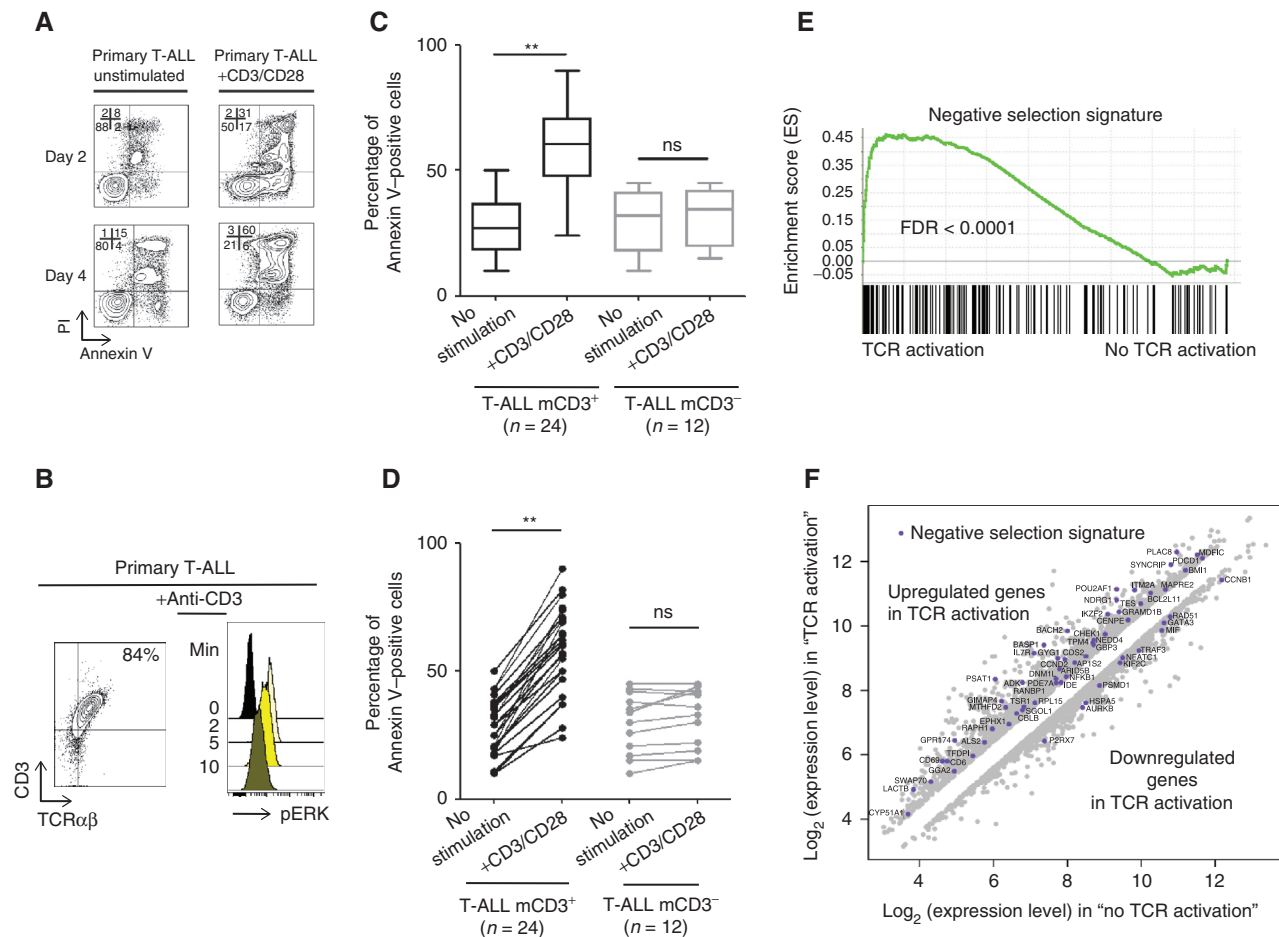 A
Primary T-ALL
unstimulated
Primary T-ALL
+CD3/CD28
Day 2
2 8
88 2
2 31
50 17
Day 4
1 15
80 4
3 60
21 6
PI
Annexin V
B
Primary T-ALL
+Anti-CD3
84%
Min
0
2
5
10
CD3
TCRαβ
pERK
C
Percentage of
Annexin V–positive cells
100
50
0
**
ns
No
stimulation
+CD3/CD28
No
stimulation
+CD3/CD28
T-ALL mCD3⁺
(n = 24)
T-ALL mCD3⁻
(n = 12)
D
Percentage of
Annexin V–positive cells
100
50
0
**
ns
No
stimulation
+CD3/CD28
No
stimulation
+CD3/CD28
T-ALL mCD3⁺
(n = 24)
T-ALL mCD3⁻
(n = 12)
E
Negative selection signature
Enrichment score (ES)
0.45
0.35
0.25
0.15
0.05
0.00
−0.05
FDR < 0.0001
TCR activation
No TCR activation
F
Log₂ (expression level) in “TCR activation”
12
10
8
6
4
Negative selection signature
Upregulated genes
in TCR activation
Downregulated
genes
in TCR activation
PLAC8
MDFIC
PDCD1
SYNCRIP
BMI1
CCNB1
POU2AF1
ITM2A
MAPRE2
NDRG1
TES
BCL2L11
IKZF2
GRAMD1B
CENPE
RAD51
GATA3
BACH2
CHEK1
MIF
BASP1
TPM4
NEDD4
GBP3
IL7R
GYG1
CDS2
TRAF3
NFATC1
CCND2
AP1S2
KIF2C
ARID5B
PSAT1
DNM1L
NFKB1
ADK
PDE7A
IDE
PSMD1
RANBP1
GIMAP4
TSR1
RPL15
HSPA5
MTHFD2
SGOL1
AURKB
EPHX1
CBLB
RAPH1
GPR174
ALS2
P2RX7
TFDPI
CD69
CD6
GGA2
SWAP70
LACTB
CYP51A1
4
6
8
10
12
Log₂ (expression level) in “no TCR activation”